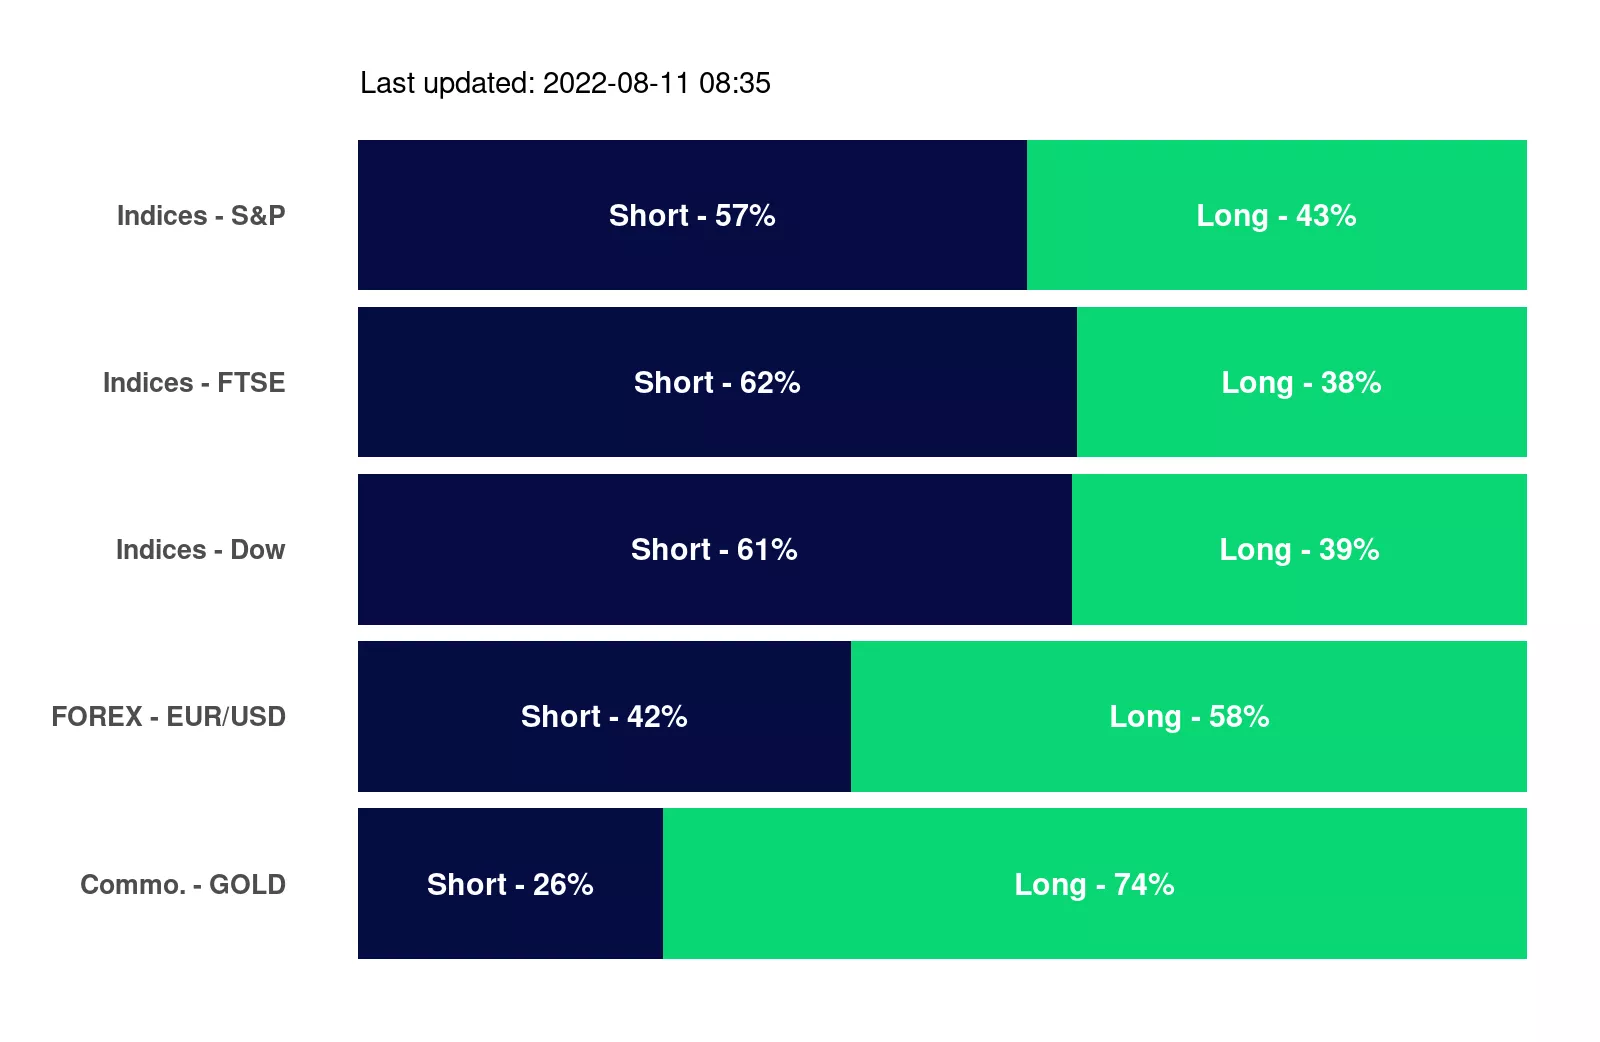 Last updated: 2022-08-11 08:35
Indices - S&P Short - 57% Long - 43%
Indices - FTSE Short - 62% Long - 38%
Indices - Dow Short - 61% Long - 39%
FOREX - EUR/USD Short - 42% Long - 58%
Commo. - GOLD Short - 26% Long - 74%